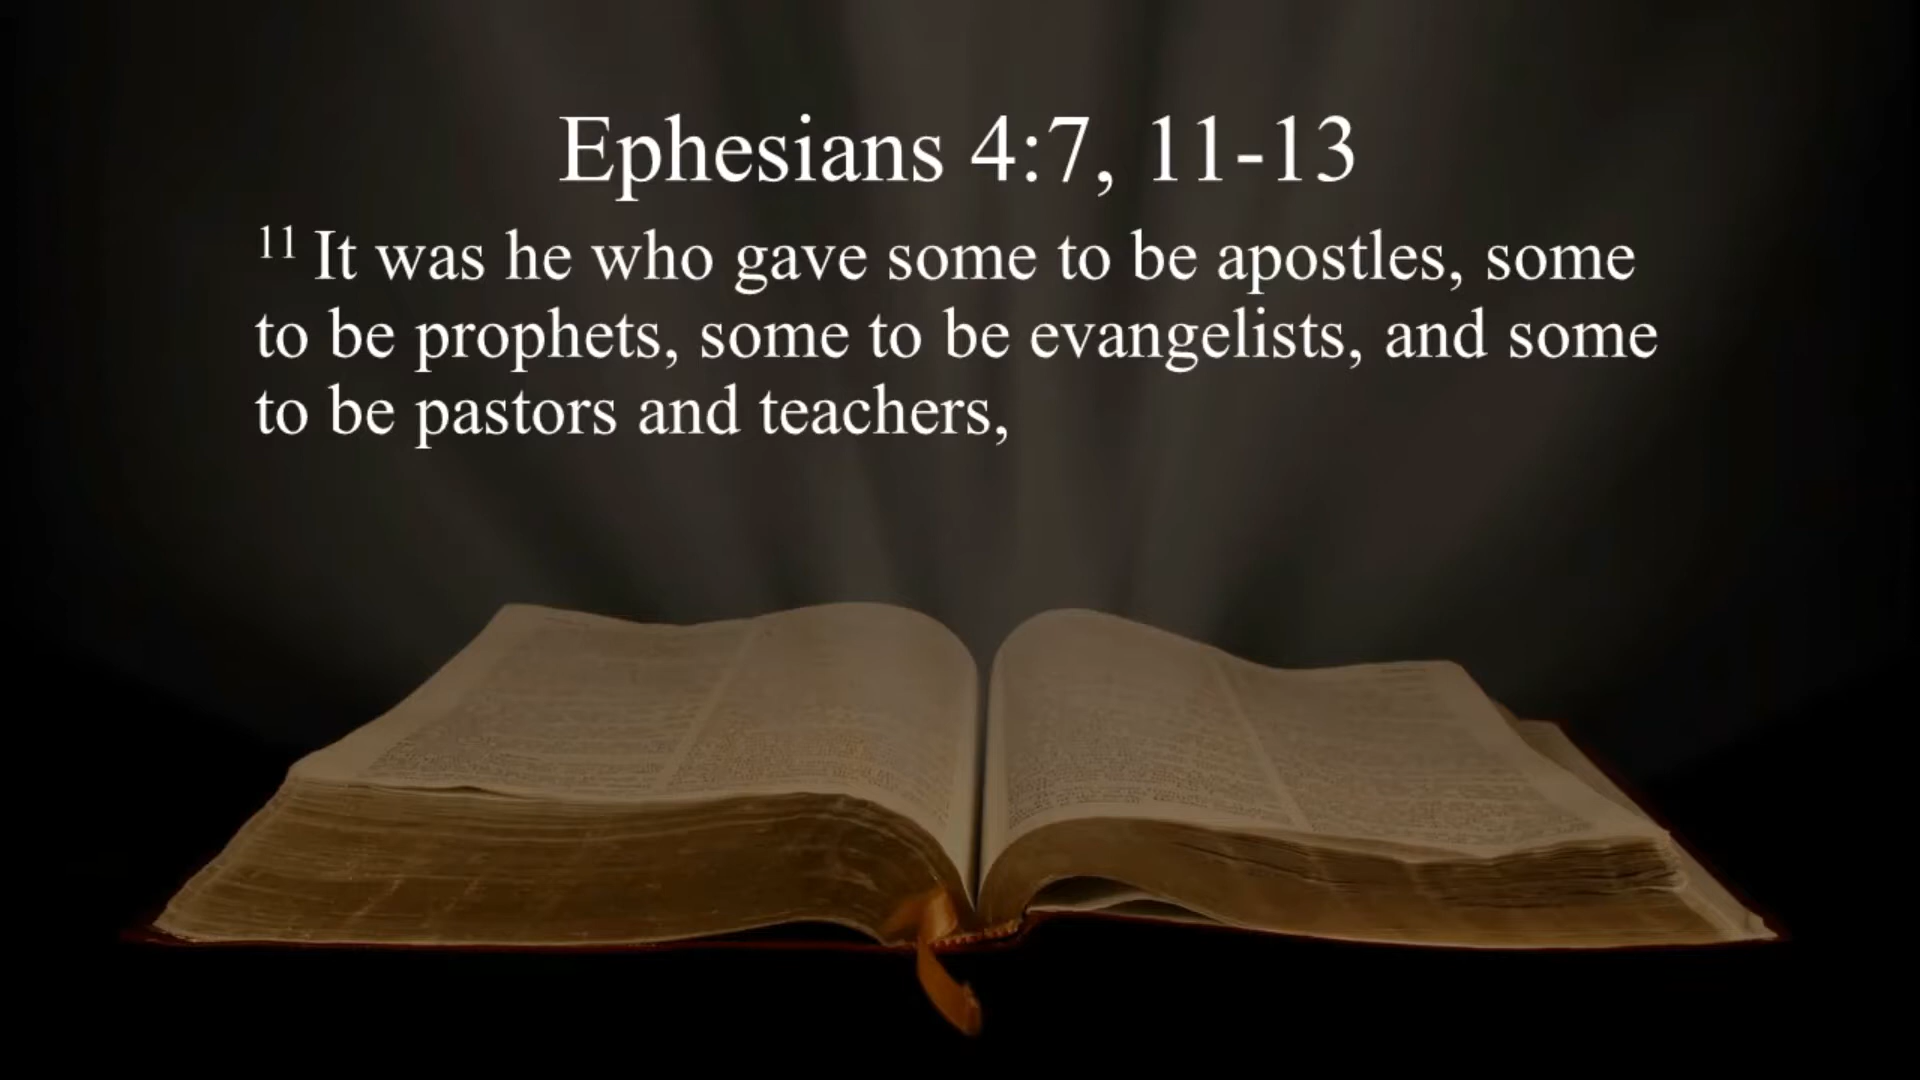 Ephesians 4:7, 11-13
11 It was he who gave some to be apostles, some
to be prophets, some to be evangelists, and some
to be pastors and teachers,